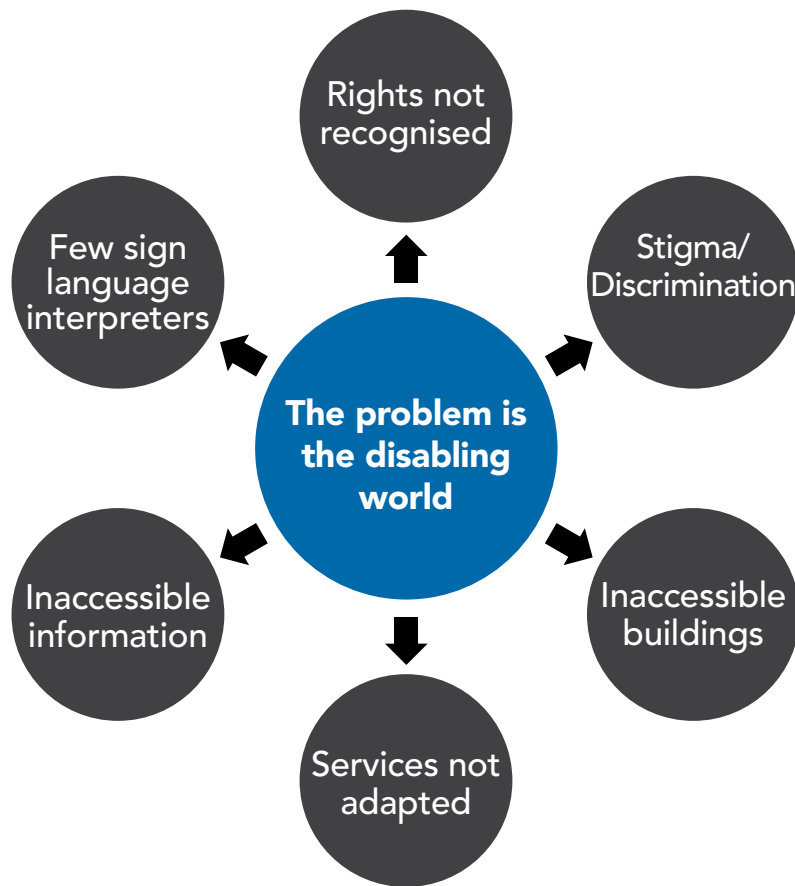 Rights not
recognised
Few sign
language
interpreters
Stigma/
Discrimination
The problem is
the disabling
world
Inaccessible
information
Inaccessible
buildings
Services not
adapted